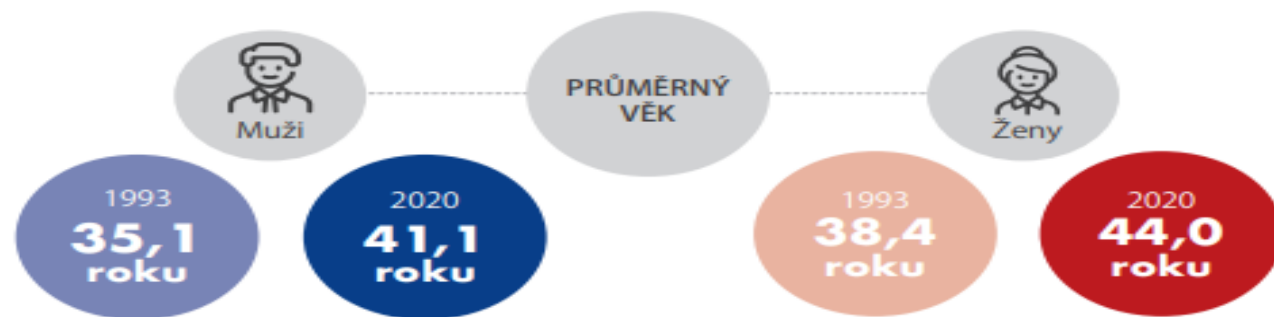 PRŮMĚRNÝ
VĚK
Muži
Ženy
1993
35,1
roku
2020
41,1
roku
1993
38,4
roku
2020
44,0
roku